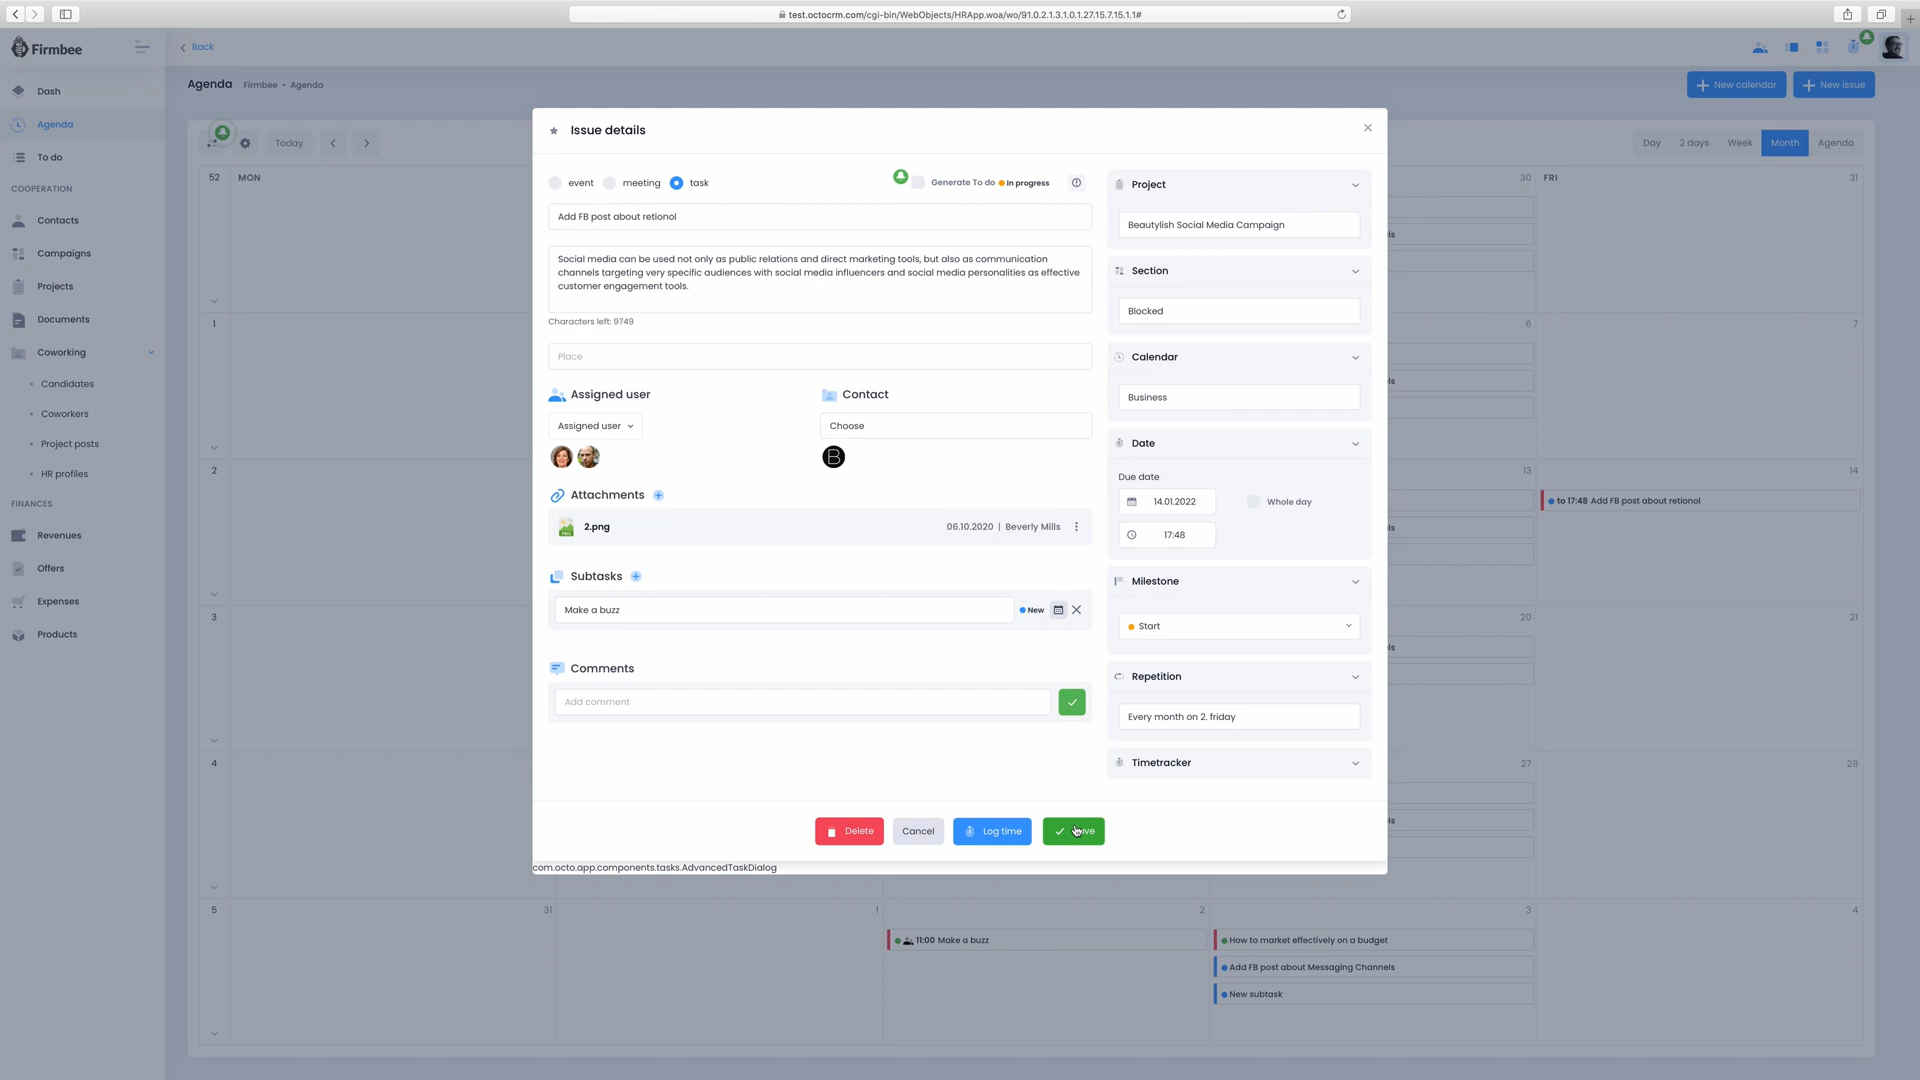 test.octocrm.com/cgi-bin/WebObjects/HRApp.woa/wo/91.0.2.1.3.1.0.1.27.15.7.15.1.1#
Firmbee
Back
Agenda
Firmbee • Agenda
New calendar
New issue
Dash
Agenda
To do
COOPERATION
Contacts
Campaigns
Projects
Documents
Coworking
Candidates
Coworkers
Project posts
HR profiles
FINANCES
Revenues
Offers
Expenses
Products
Today
Day
2 days
Week
Month
Agenda
52 MON
30 FRI 31
ls
1
6 7
ls
2
13 14
to 17:48 Add FB post about retionol
ls
3
20 21
ls
4
27 28
ls
5 31 1 2 3 4
11:00 Make a buzz
How to market effectively on a budget
Add FB post about Messaging Channels
New subtask
Issue details
event
meeting
task
Generate To do
In progress
Add FB post about retionol
Social media can be used not only as public relations and direct marketing tools, but also as communication
channels targeting very specific audiences with social media influencers and social media personalities as effective
customer engagement tools.
Characters left: 9749
Place
Assigned user
Assigned user
Contact
Choose
B
Attachments
PNG
2.png
06.10.2020 | Beverly Mills
Subtasks
Make a buzz
New
Comments
Add comment
Project
Beautylish Social Media Campaign
Section
Blocked
Calendar
Business
Date
Due date
14.01.2022
Whole day
17:48
Milestone
Start
Repetition
Every month on 2. friday
Timetracker
Delete
Cancel
Log time
com.octo.app.components.tasks.AdvancedTaskDialog